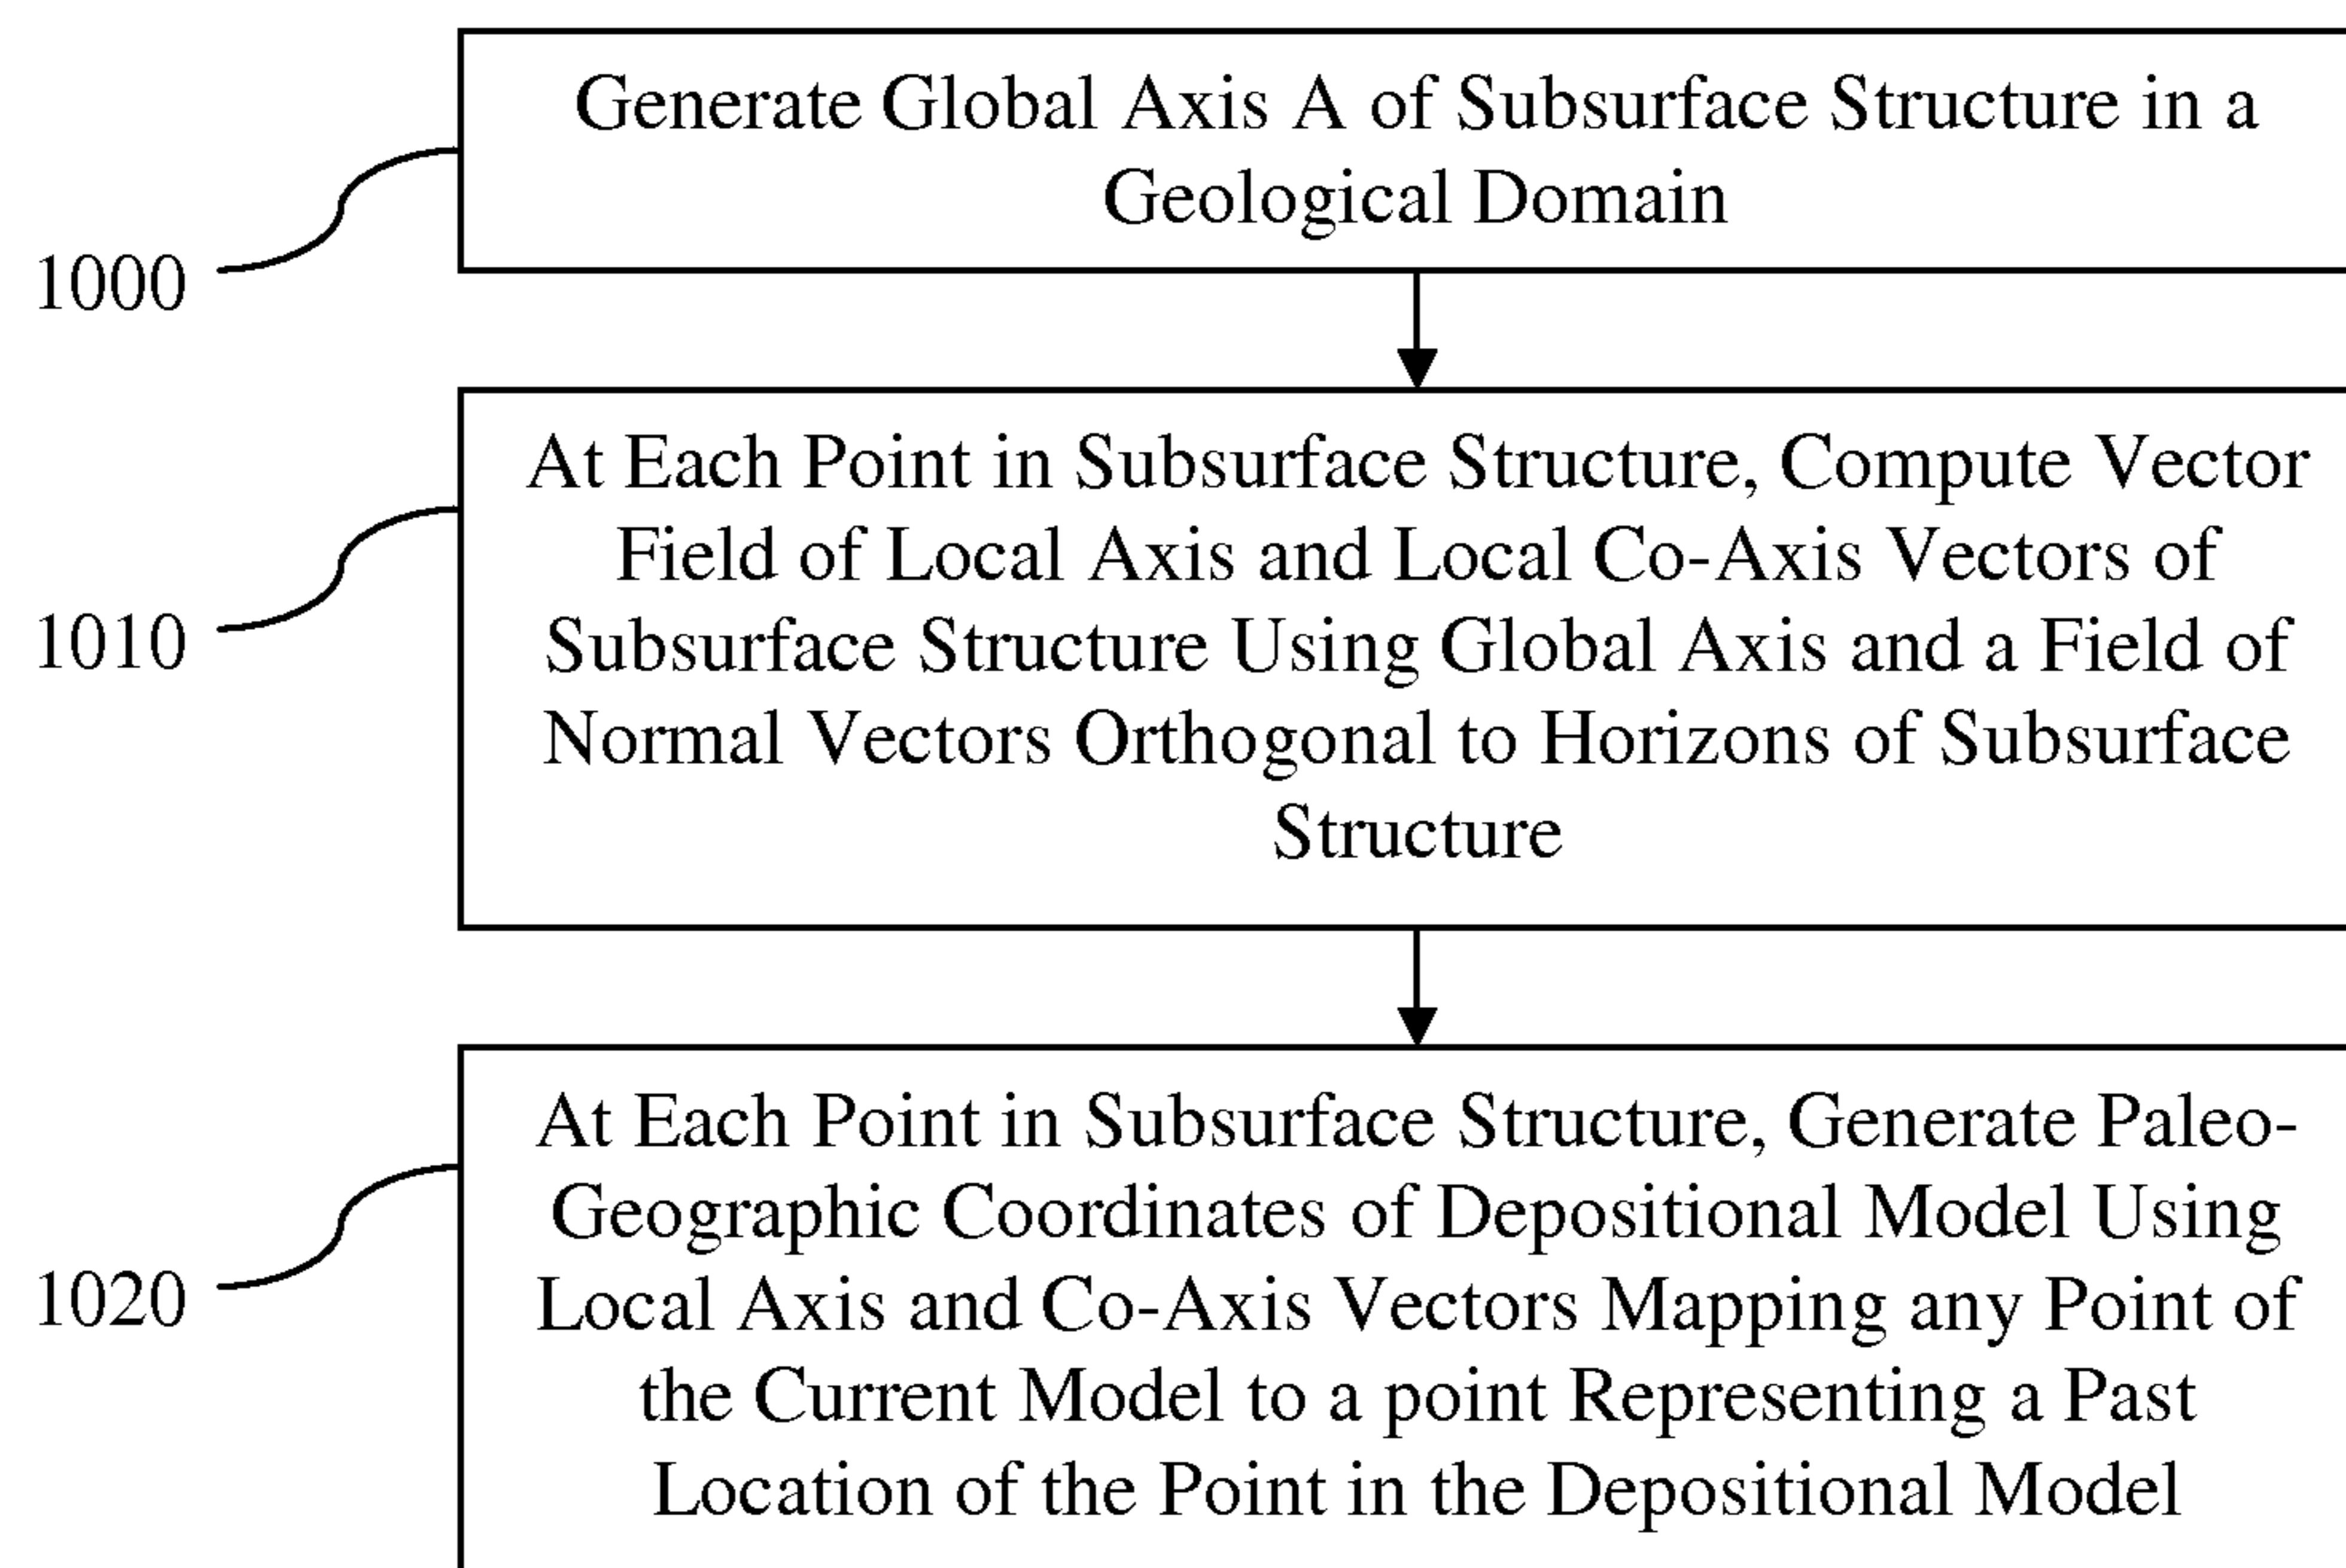 Generate Global Axis A of Subsurface Structure in a
Geological Domain
1000
At Each Point in Subsurface Structure, Compute Vector
Field of Local Axis and Local Co-Axis Vectors of
Subsurface Structure Using Global Axis and a Field of
Normal Vectors Orthogonal to Horizons of Subsurface
Structure
1010
At Each Point in Subsurface Structure, Generate Paleo-
Geographic Coordinates of Depositional Model Using
Local Axis and Co-Axis Vectors Mapping any Point of
the Current Model to a point Representing a Past
Location of the Point in the Depositional Model
1020